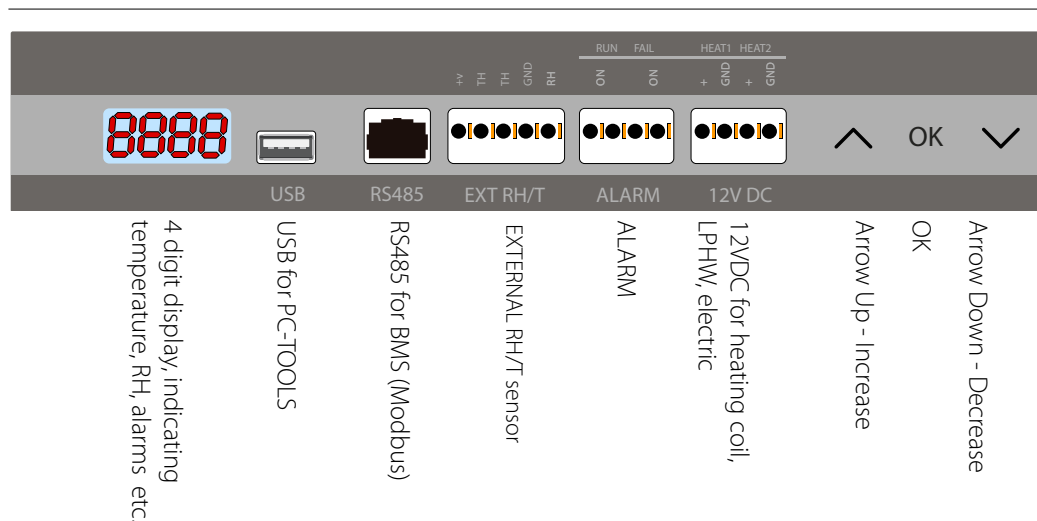 RUN FAIL HEAT1 HEAT2
V+ TH TH GND RH NO NO + GND + GND
8888 OK
USB RS485 EXT RH/T ALARM 12V DC
4 digit display, indicating
temperature, RH, alarms etc.
USB for PC-TOOLS
RS485 for BMS (Modbus)
EXTERNAL RH/T sensor
ALARM
12VDC for heating coil,
LPHW, electric
Arrow Up - Increase
OK
Arrow Down - Decrease